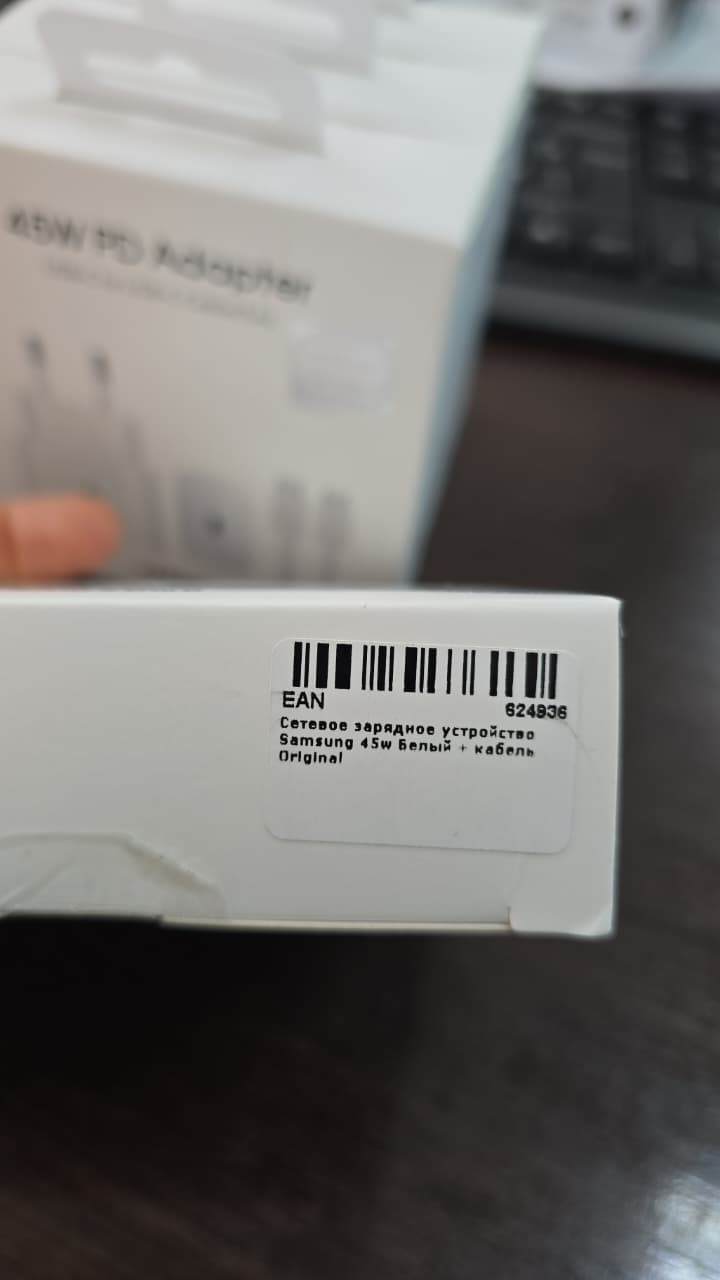 45W PD Adapter
EAN
624936
Сетевое зарядное устройство
Samsung 45w Белый + кабель
Original